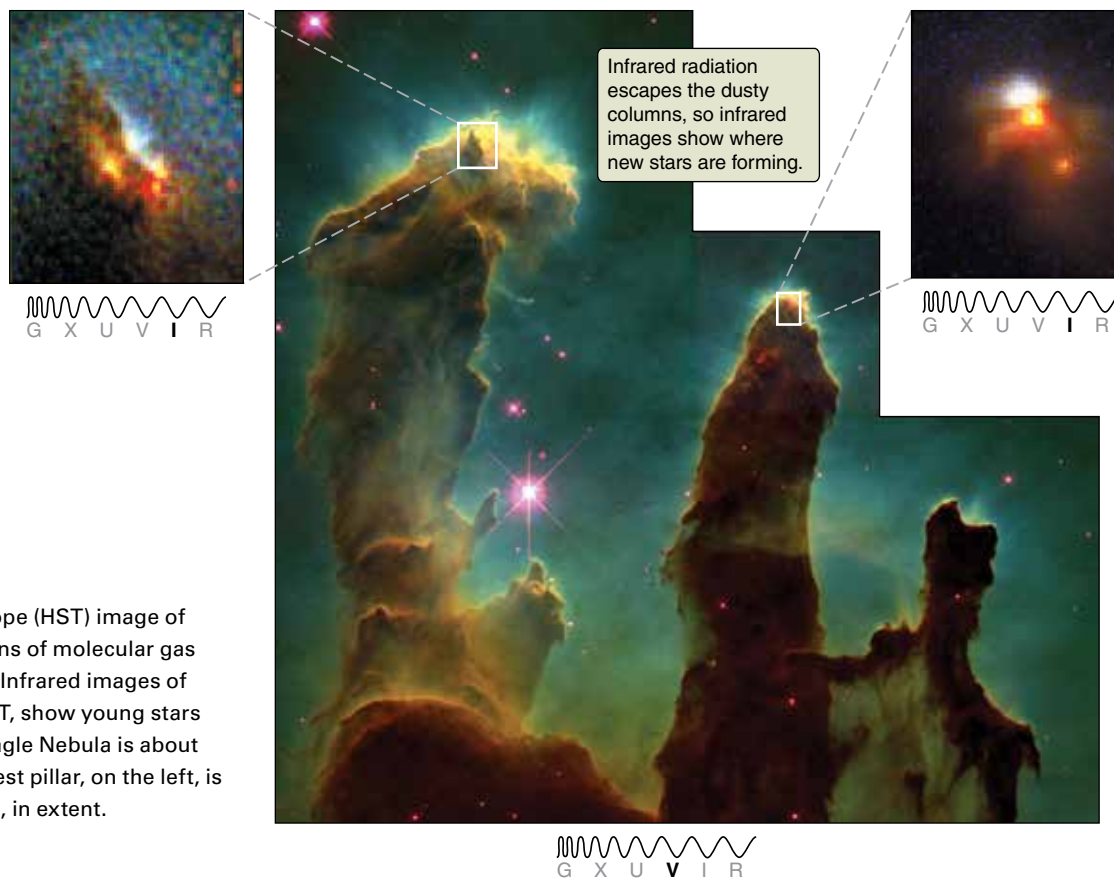 Infrared radiation
escapes the dusty
columns, so infrared
images show where
new stars are forming.
G X U V I R
G X U V I R
ope (HST) image of
ns of molecular gas
Infrared images of
T, show young stars
agle Nebula is about
est pillar, on the left, is
, in extent.
G X U V I R